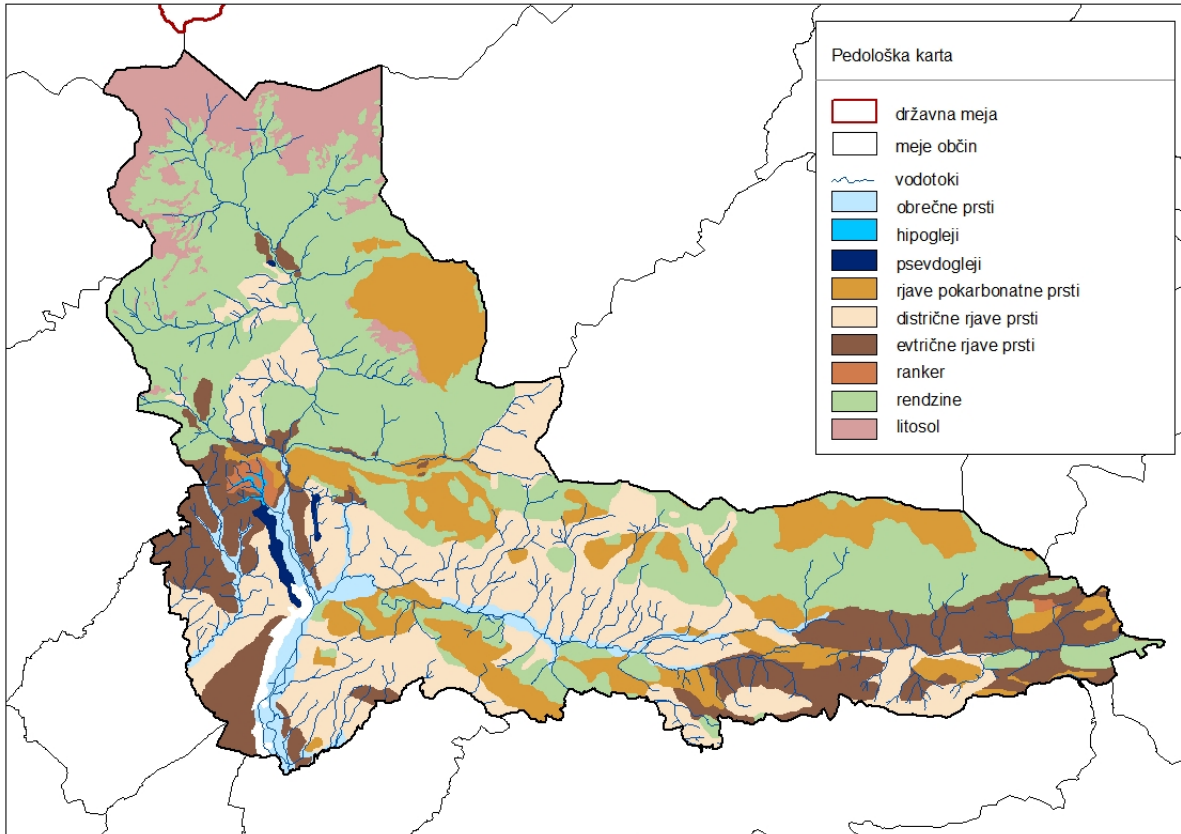 Pedološka karta
državna meja
meje občin
vodotoki
obrečne prsti
hipogleji
psevdogleji
rjave pokarbonatne prsti
distrične rjave prsti
evtrične rjave prsti
ranker
rendzine
litosol